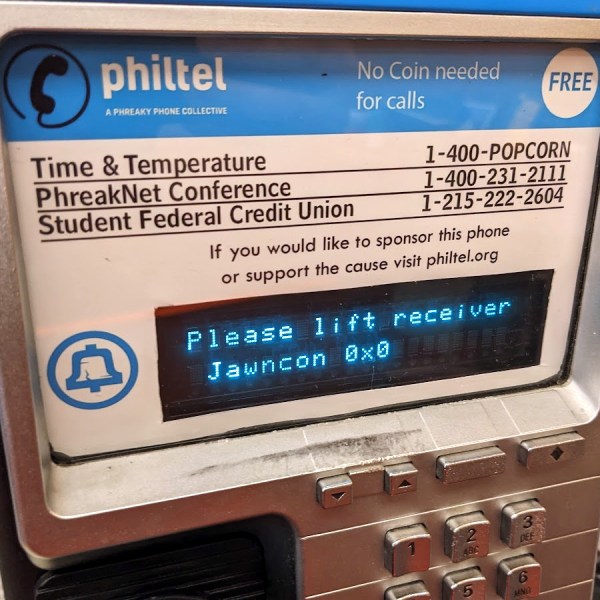 philtel
A PHREAKY PHONE COLLECTIVE
No Coin needed
for calls
FREE
Time & Temperature 1-400-POPCORN
PhreakNet Conference 1-400-231-2111
Student Federal Credit Union 1-215-222-2604
If you would like to sponsor this phone
or support the cause visit philtel.org
Please lift receiver
Jawncon 0x0
1
2
ABC
3
DEF
5
6
MNO